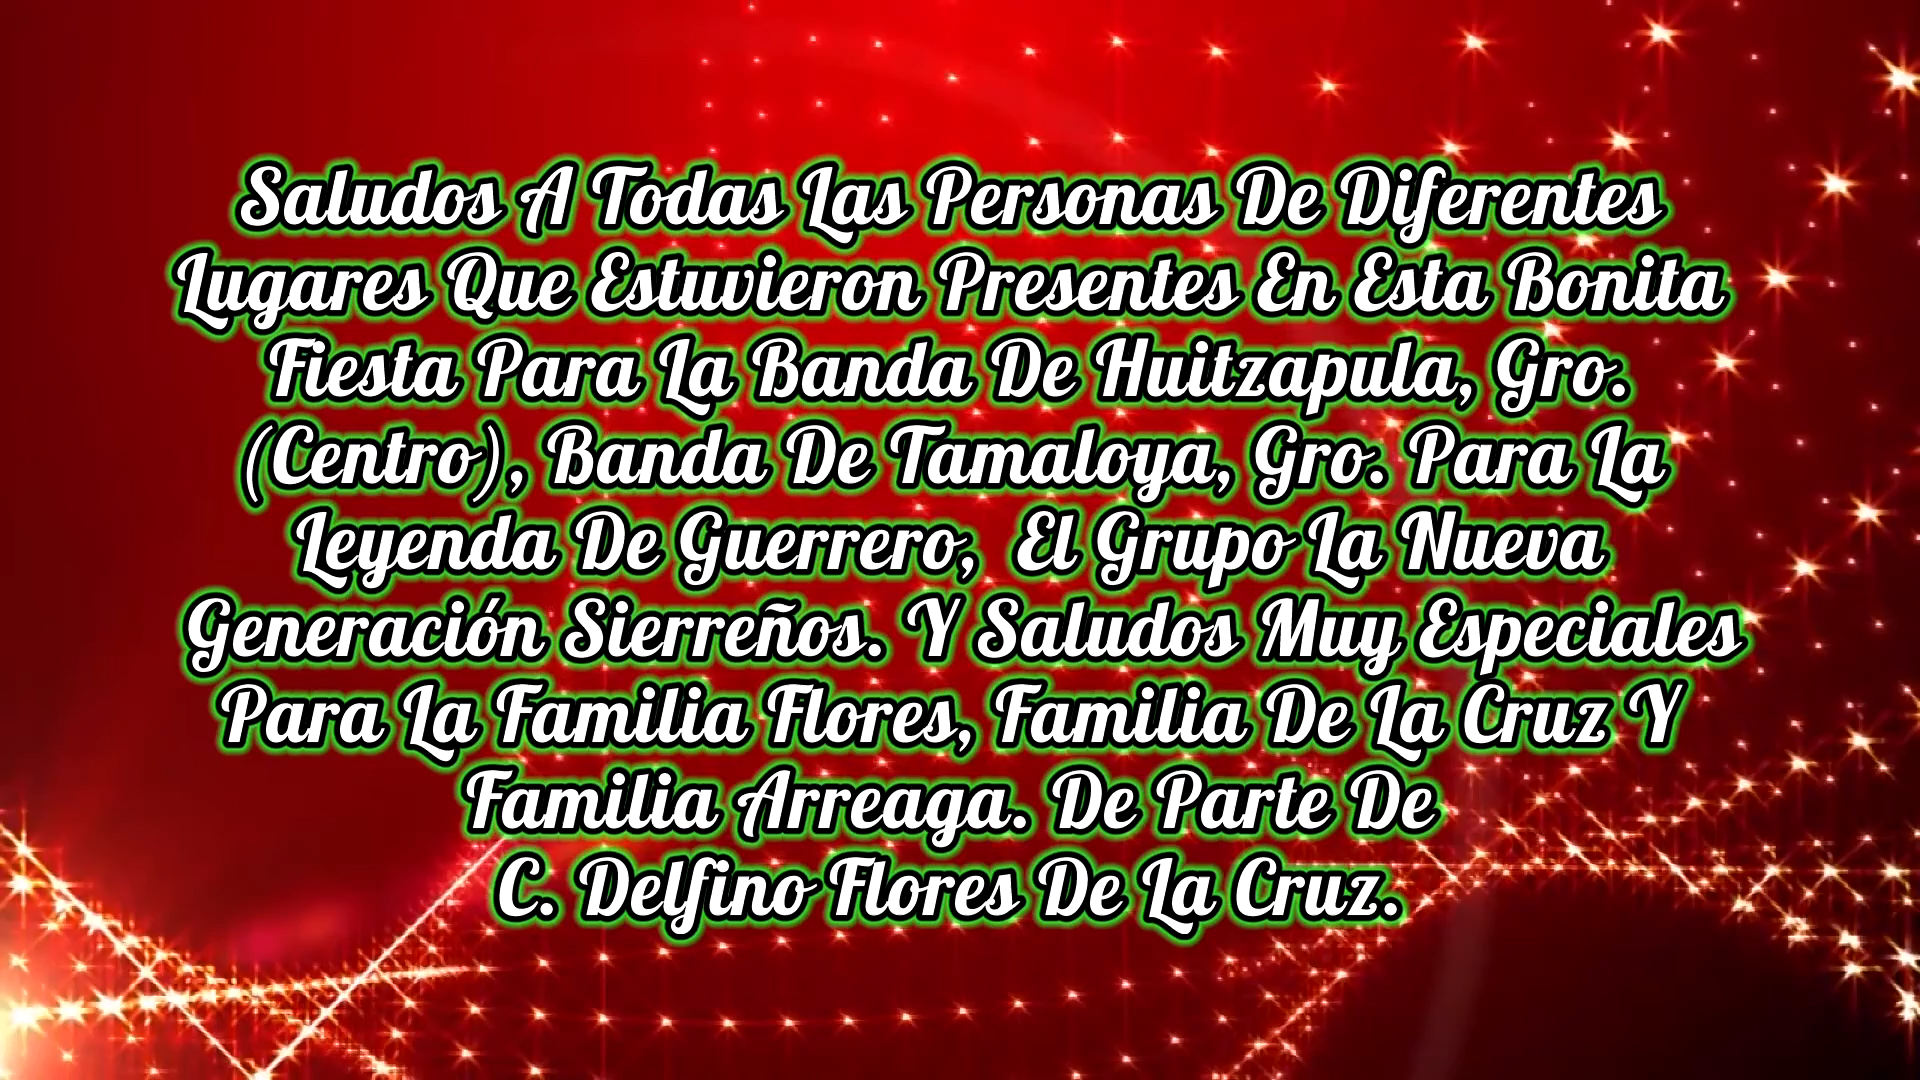 Saludos A Todas Las Personas De Diferentes
Lugares Que Estuvieron Presentes En Esta Bonita
Fiesta Para La Banda De Huitzapula, Gro.
(Centro), Banda De Tamaloya, Gro. Para La
Leyenda De Guerrero,  El Grupo La Nueva
Generación Sierreños. Y Saludos Muy Especiales
Para La Familia Flores, Familia De La Cruz Y
Familia Arreaga. De Parte De
C. Delfino Flores De La Cruz.